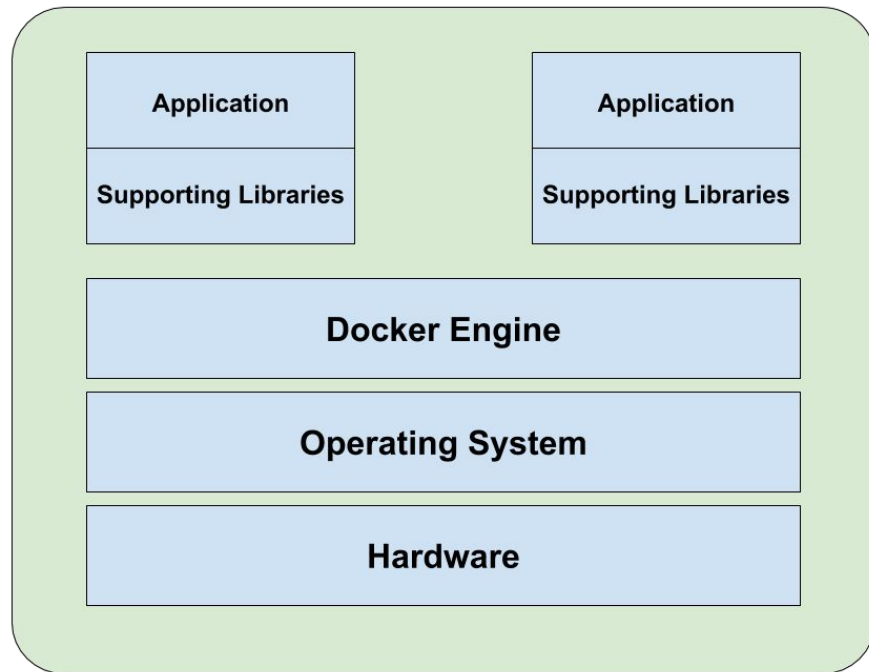 Application
Application
Supporting Libraries
Supporting Libraries
Docker Engine
Operating System
Hardware